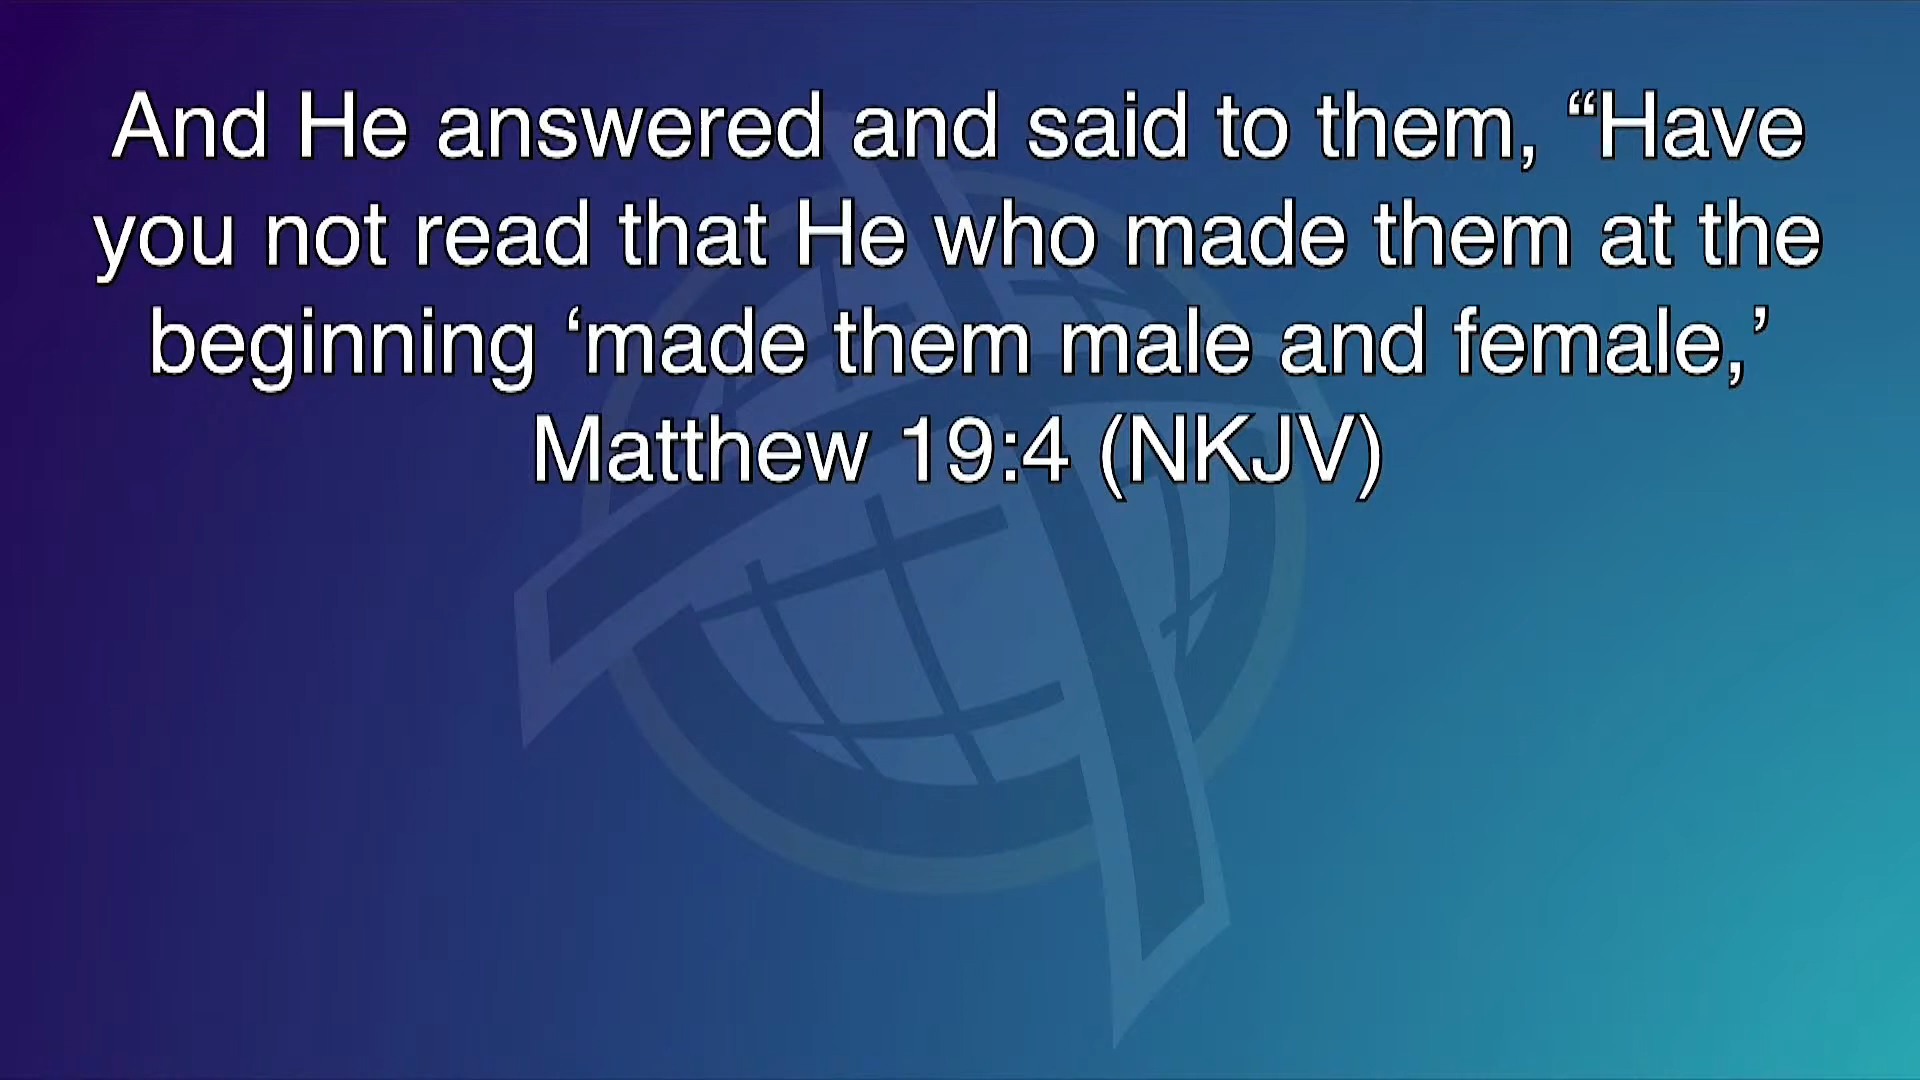 And He answered and said to them, “Have
you not read that He who made them at the
beginning ‘made them male and female,’
Matthew 19:4 (NKJV)